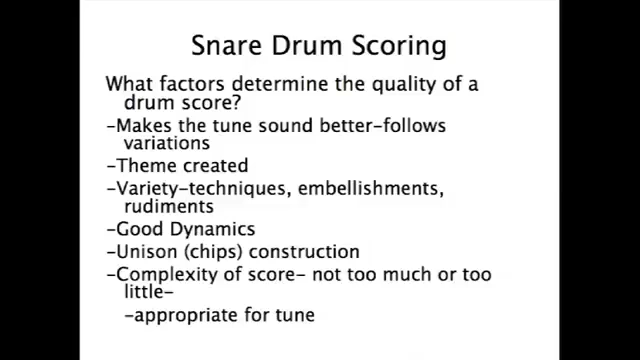 Snare Drum Scoring
What factors determine the quality of a
drum score?
-Makes the tune sound better-follows
variations
-Theme created
-Variety-techniques, embellishments,
rudiments
-Good Dynamics
-Unison (chips) construction
-Complexity of score- not too much or too
little-
-appropriate for tune